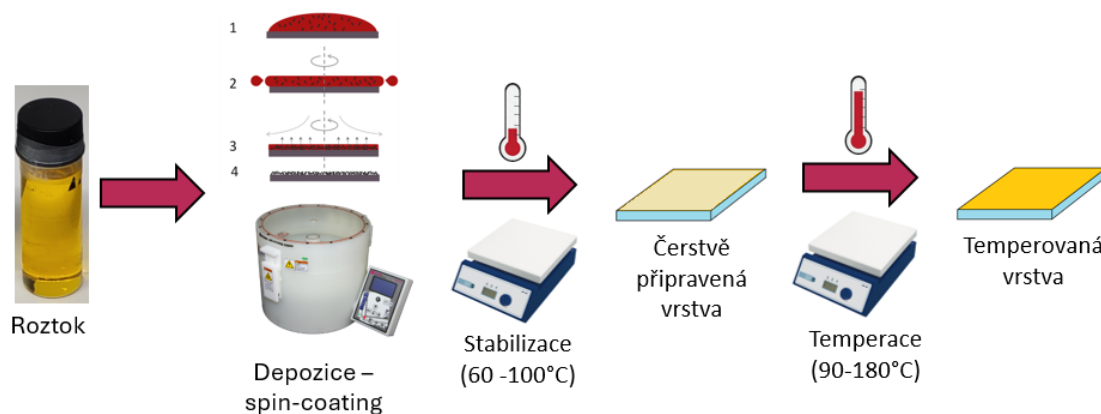 1
2
3
4
Roztok
Depozice –
spin-coating
Stabilizace
(60 -100°C)
Čerstvě
připravená
vrstva
Temperace
(90-180°C)
Temperovaná
vrstva